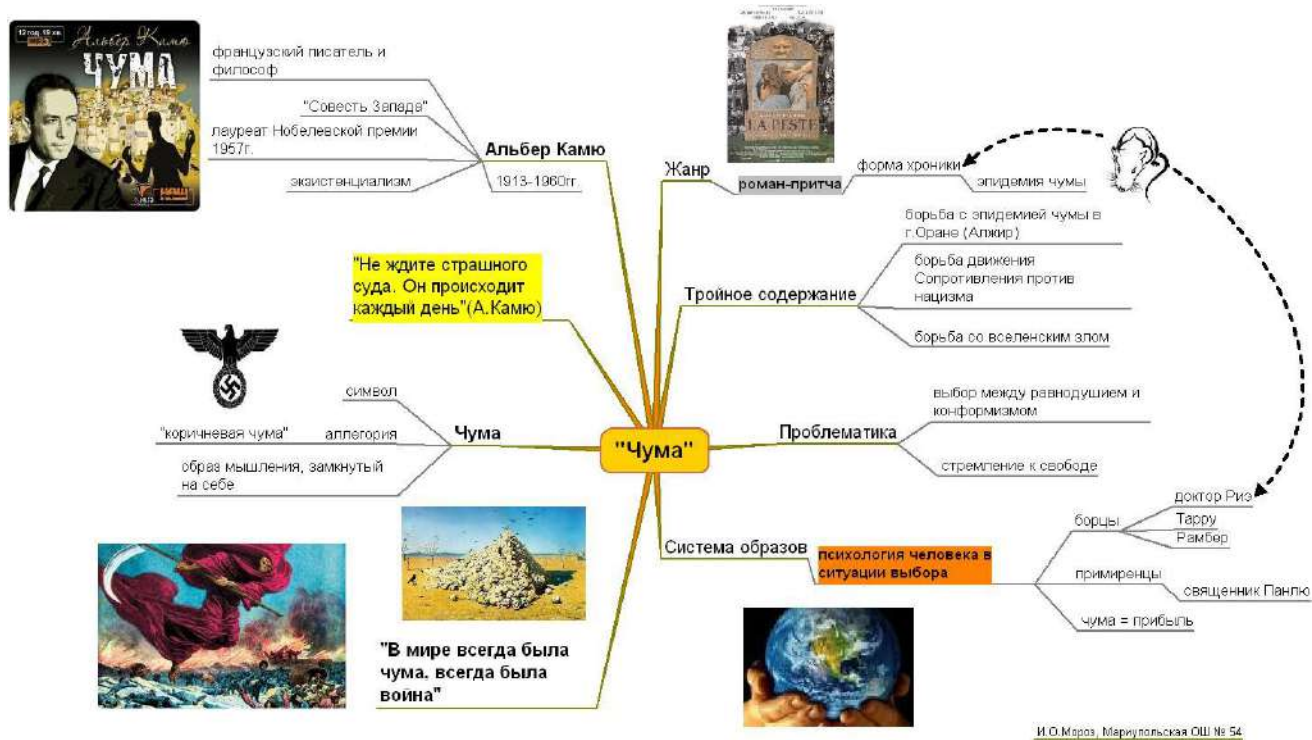 Альбер Камю
ЧУМА
французский писатель и
философ
"Совесть Запада"
лауреат Нобелевской премии
1957г.
экзистенциализм
Альбер Камю
1913-1960гг
"Не ждите страшного
суда. Он происходит
каждый день"(А.Камю)
символ
"коричневая чума"
аллегория
Чума
образ мышления, замкнутый
на себе
"В мире всегда была
чума, всегда была
война"
"Чума"
LA PESTE
Жанр
роман-притча
форма хроники
эпидемия чумы
Тройное содержание
борьба с эпидемией чумы в
г.Оране (Алжир)
борьба движения
Сопротивления против
нацизма
борьба со вселенским злом
Проблематика
выбор между равнодушием и
конформизмом
стремление к свободе
Система образов
психология человека в
ситуации выбора
борцы
доктор Риэ
Тарру
Рамбер
примиренцы
священник Панлю
чума = прибыль
И.О.Мороз, Мариупольская ОШ № 54